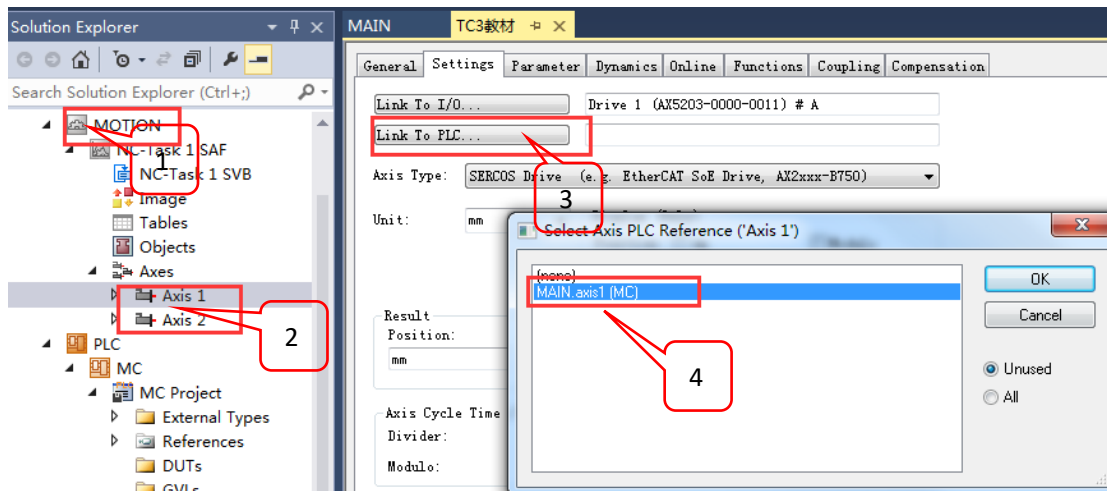 Solution Explorer
Search Solution Explorer (Ctrl+;)
MOTION
1
NC-Task 1 SAF
NC-Task 1 SVB
Image
Tables
Objects
Axes
Axis 1
Axis 2
2
PLC
MC
MC Project
External Types
References
DUTs
GVLs
MAIN
TC3教材
General Settings Parameter Dynamics Online Functions Coupling Compensation
Link To I/O...
Drive 1 (AX5203-0000-0011) # A
Link To PLC...
3
Axis Type:
SERCOS Drive (e.g. EtherCAT SoE Drive, AX2xxx-B750)
Unit:
mm
Result
Position:
mm
Axis Cycle Time
Divider:
Modulo:
Select Axis PLC Reference ('Axis 1')
(none)
MAIN.axis1 (MC)
4
OK
Cancel
Unused
All